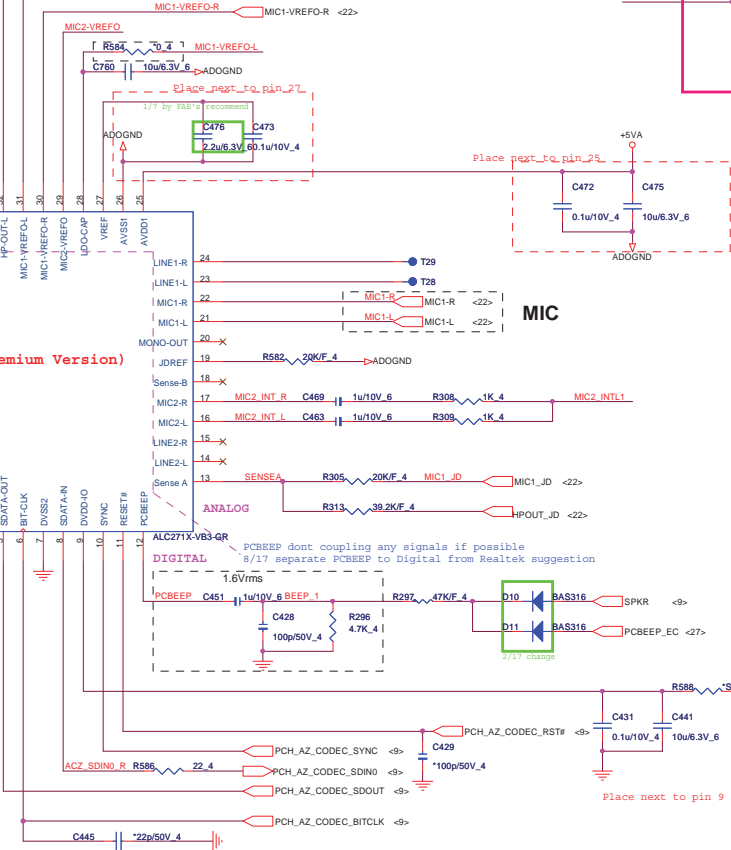 MIC1-VREFO-R
MIC1-VREFO-R <22>
MIC2-VREFO
R584 *0_4 MIC1-VREFO-L
C760 10u/6.3V_6 ADOGND
Place next to pin 27
1/7 by FAE's recommend
ADOGND
C476 C473
2.2u/6.3V_6 0.1u/10V_4
+5VA
Place next to pin 25
C472 C475
0.1u/10V_4 10u/6.3V_6
ADOGND
31 30 29 28 27 26 25
HP-OUT-L
MIC1-VREFO-L
MIC1-VREFO-R
MIC2-VREFO
LDO-CAP
VREF
AVSS1
AVDD1
LINE1-R 24 T29
LINE1-L 23 T28
MIC1-R 22 MIC1-R MIC1-R <22>
MIC1-L 21 MIC1-L MIC1-L <22>
MIC
MONO-OUT 20
emium Version)
JDREF 19 R582 20K/F_4 ADOGND
Sense-B 18
MIC2-R 17 MIC2_INT_R C469 1u/10V_6 R308 1K_4 MIC2_INTL1
MIC2-L 16 MIC2_INT_L C463 1u/10V_6 R309 1K_4
LINE2-R 15
LINE2-L 14
Sense A 13 SENSEA R305 20K/F_4 MIC1_JD MIC1_JD <22>
R313 39.2K/F_4 HPOUT_JD <22>
ANALOG
SDATA-OUT
BIT-CLK
DVSS2
SDATA-IN
DVDD-IO
SYNC
RESET#
PCBEEP
ALC271X-VB3-GR
5 6 7 8 9 10 11 12
DIGITAL
PCBEEP dont coupling any signals if possible
8/17 separate PCBEEP to Digital from Realtek suggestion
1.6Vrms
PCBEEP C451 1u/10V_6 BEEP_1 R297 47K/F_4 D10 BAS316 SPKR <9>
C428 R296
100p/50V_4 4.7K_4
D11 BAS316 PCBEEP_EC <27>
2/17 change
R588 *S
C431 C441
0.1u/10V_4 10u/6.3V_6
PCH_AZ_CODEC_RST# <9>
C429
*100p/50V_4
PCH_AZ_CODEC_SYNC <9>
ACZ_SDIN0_R R586 22_4 PCH_AZ_CODEC_SDIN0 <9>
PCH_AZ_CODEC_SDOUT <9>
Place next to pin 9
PCH_AZ_CODEC_BITCLK <9>
C445 *22p/50V_4